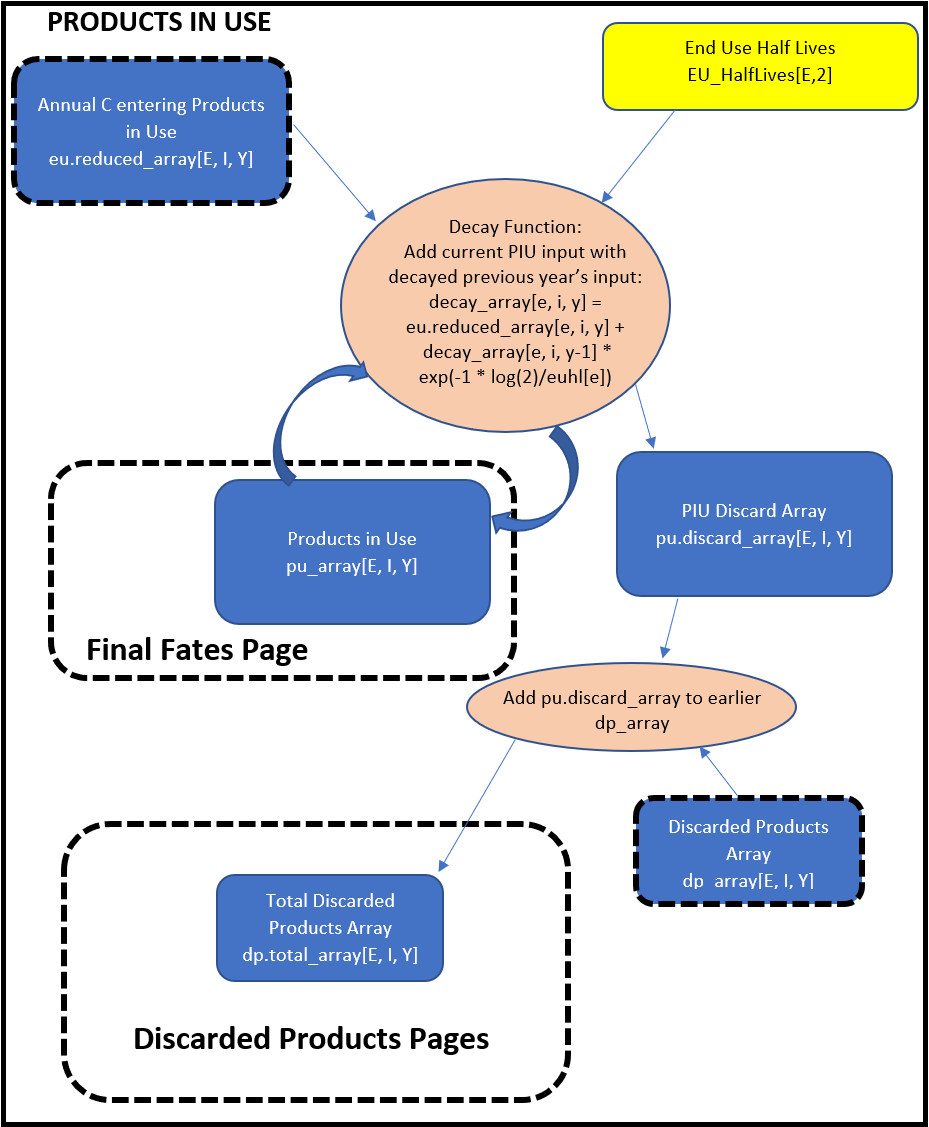 PRODUCTS IN USE
Annual C entering Products
in Use
eu.reduced_array[E, I, Y]
End Use Half Lives
EU_HalfLives[E,2]
Decay Function:
Add current PIU input with
decayed previous year’s input:
decay_array[e, i, y] =
eu.reduced_array[e, i, y] +
decay_array[e, i, y-1] *
exp(-1 * log(2)/euhl[e])
Products in Use
pu_array[E, I, Y]
Final Fates Page
PIU Discard Array
pu.discard_array[E, I, Y]
Add pu.discard_array to earlier
dp_array
Discarded Products
Array
dp_array[E, I, Y]
Total Discarded
Products Array
dp.total_array[E, I, Y]
Discarded Products Pages